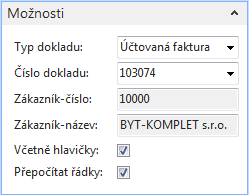 Možnosti
Typ dokladu: Účtovaná faktura
Číslo dokladu: 103074
Zákazník-číslo: 10000
Zákazník-název: BYT-KOMPLET s.r.o.
Včetně hlavičky:
Přepočítat řádky: